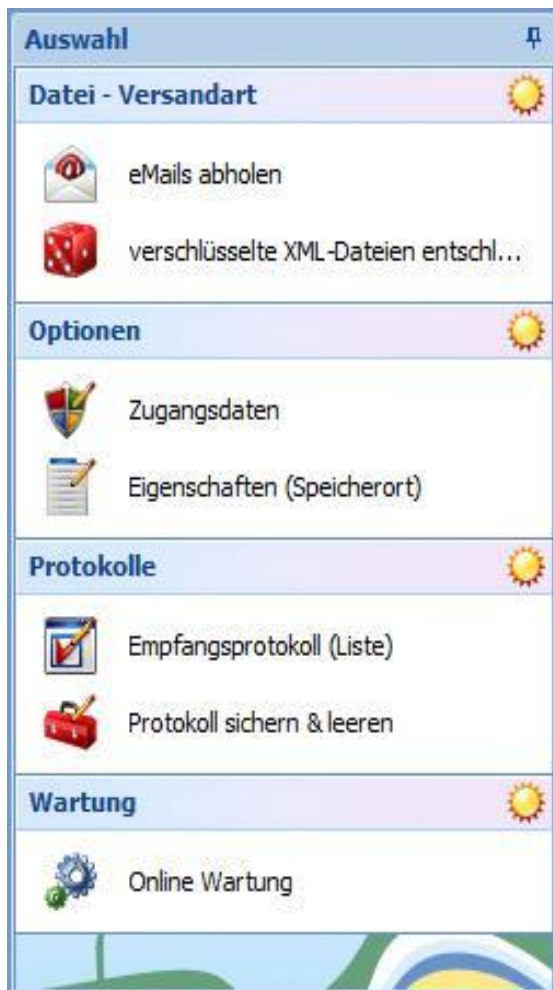 Auswahl
Datei - Versandart
eMails abholen
verschlüsselte XML-Dateien entschl...
Optionen
Zugangsdaten
Eigenschaften (Speicherort)
Protokolle
Empfangsprotokoll (Liste)
Protokoll sichern & leeren
Wartung
Online Wartung